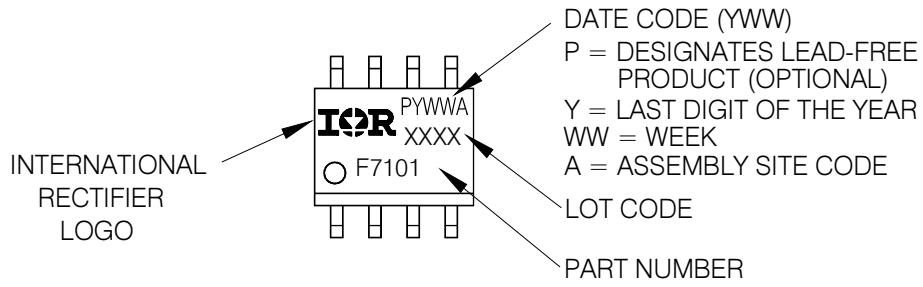 DATE CODE (YWW)
P = DESIGNATES LEAD-FREE
PRODUCT (OPTIONAL)
Y = LAST DIGIT OF THE YEAR
WW = WEEK
A = ASSEMBLY SITE CODE
LOT CODE
PART NUMBER
INTERNATIONAL
RECTIFIER
LOGO
IOR
PYWWA
XXXX
F7101